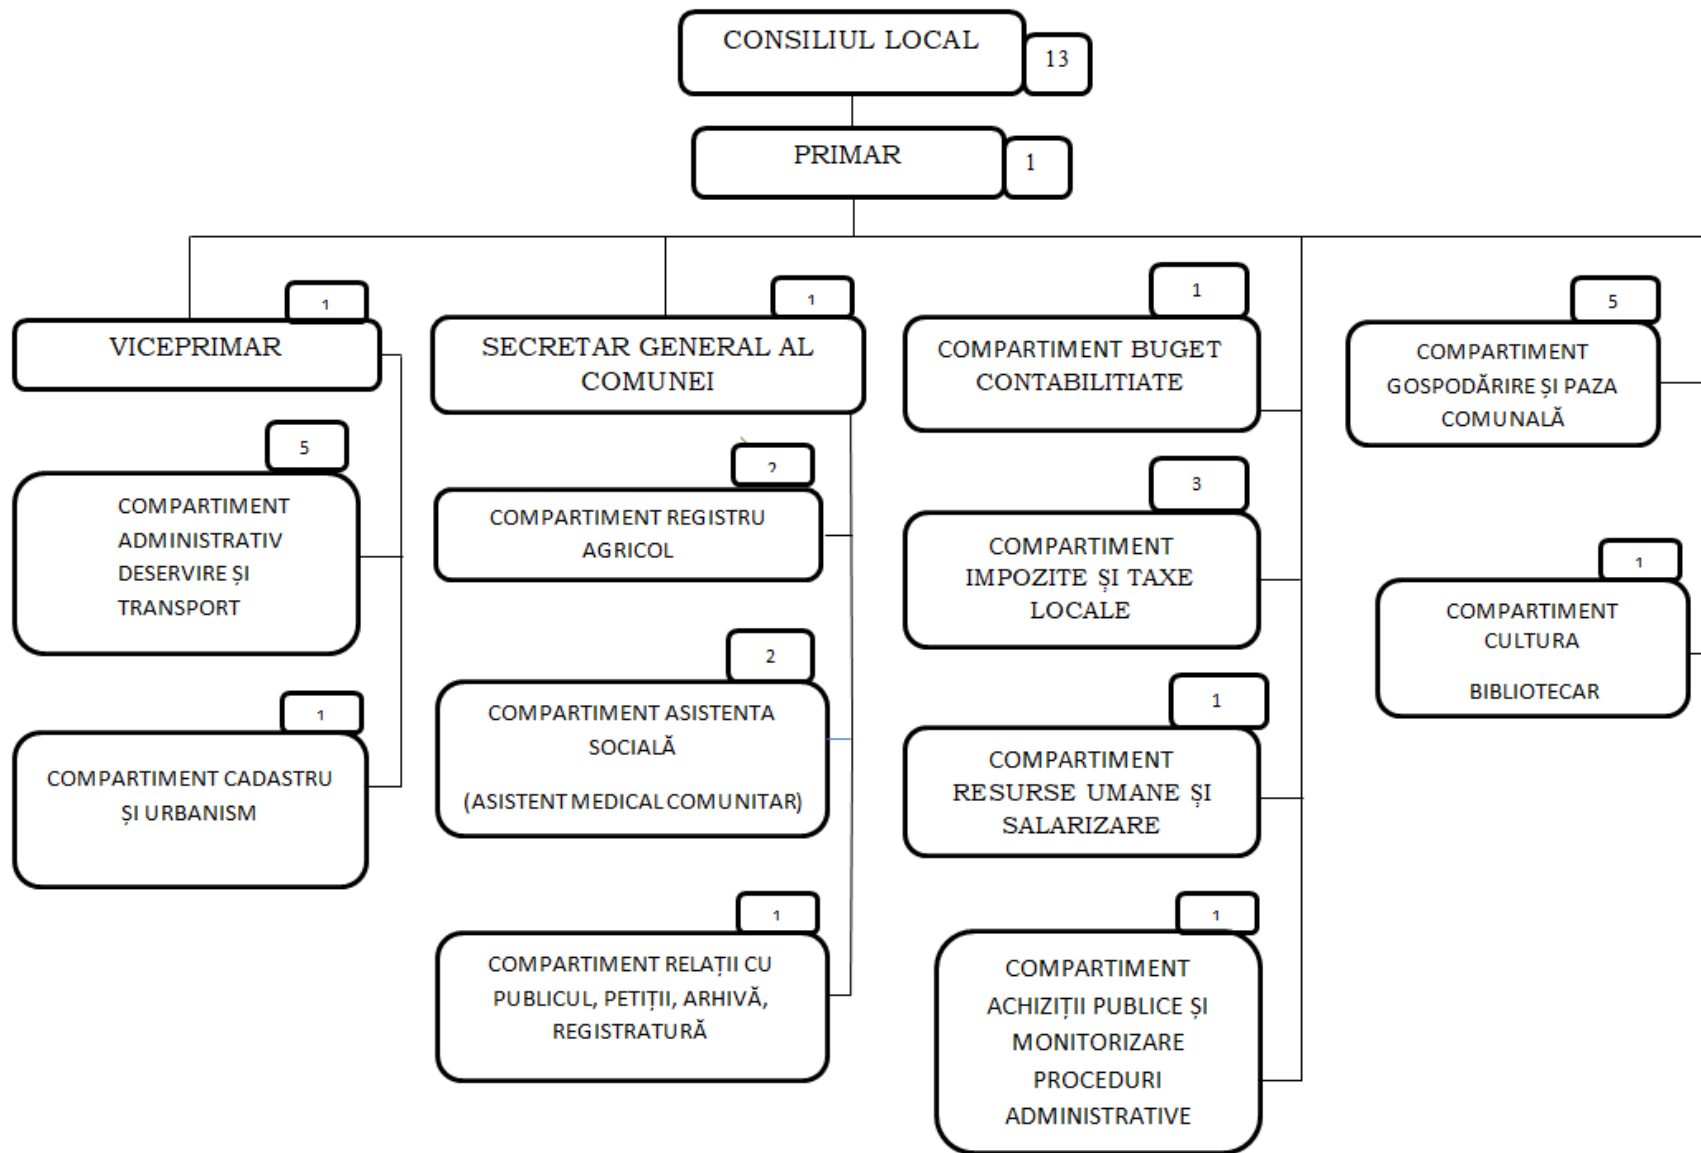 CONSILIUL LOCAL
13
PRIMAR
1
1
VICEPRIMAR
5
COMPARTIMENT
ADMINISTRATIV
DESERVIRE ȘI
TRANSPORT
1
COMPARTIMENT CADASTRU
ȘI URBANISM
1
SECRETAR GENERAL AL
COMUNEI
2
COMPARTIMENT REGISTRU
AGRICOL
2
COMPARTIMENT ASISTENTA
SOCIALĂ
(ASISTENT MEDICAL COMUNITAR)
1
COMPARTIMENT RELAȚII CU
PUBLICUL, PETIȚII, ARHIVĂ,
REGISTRATURĂ
1
COMPARTIMENT BUGET
CONTABILITIATE
3
COMPARTIMENT
IMPOZITE ȘI TAXE
LOCALE
1
COMPARTIMENT
RESURSE UMANE ȘI
SALARIZARE
1
COMPARTIMENT
ACHIZIȚII PUBLICE ȘI
MONITORIZARE
PROCEDURI
ADMINISTRATIVE
5
COMPARTIMENT
GOSPODĂRIRE ȘI PAZA
COMUNALĂ
1
COMPARTIMENT
CULTURA
BIBLIOTECAR